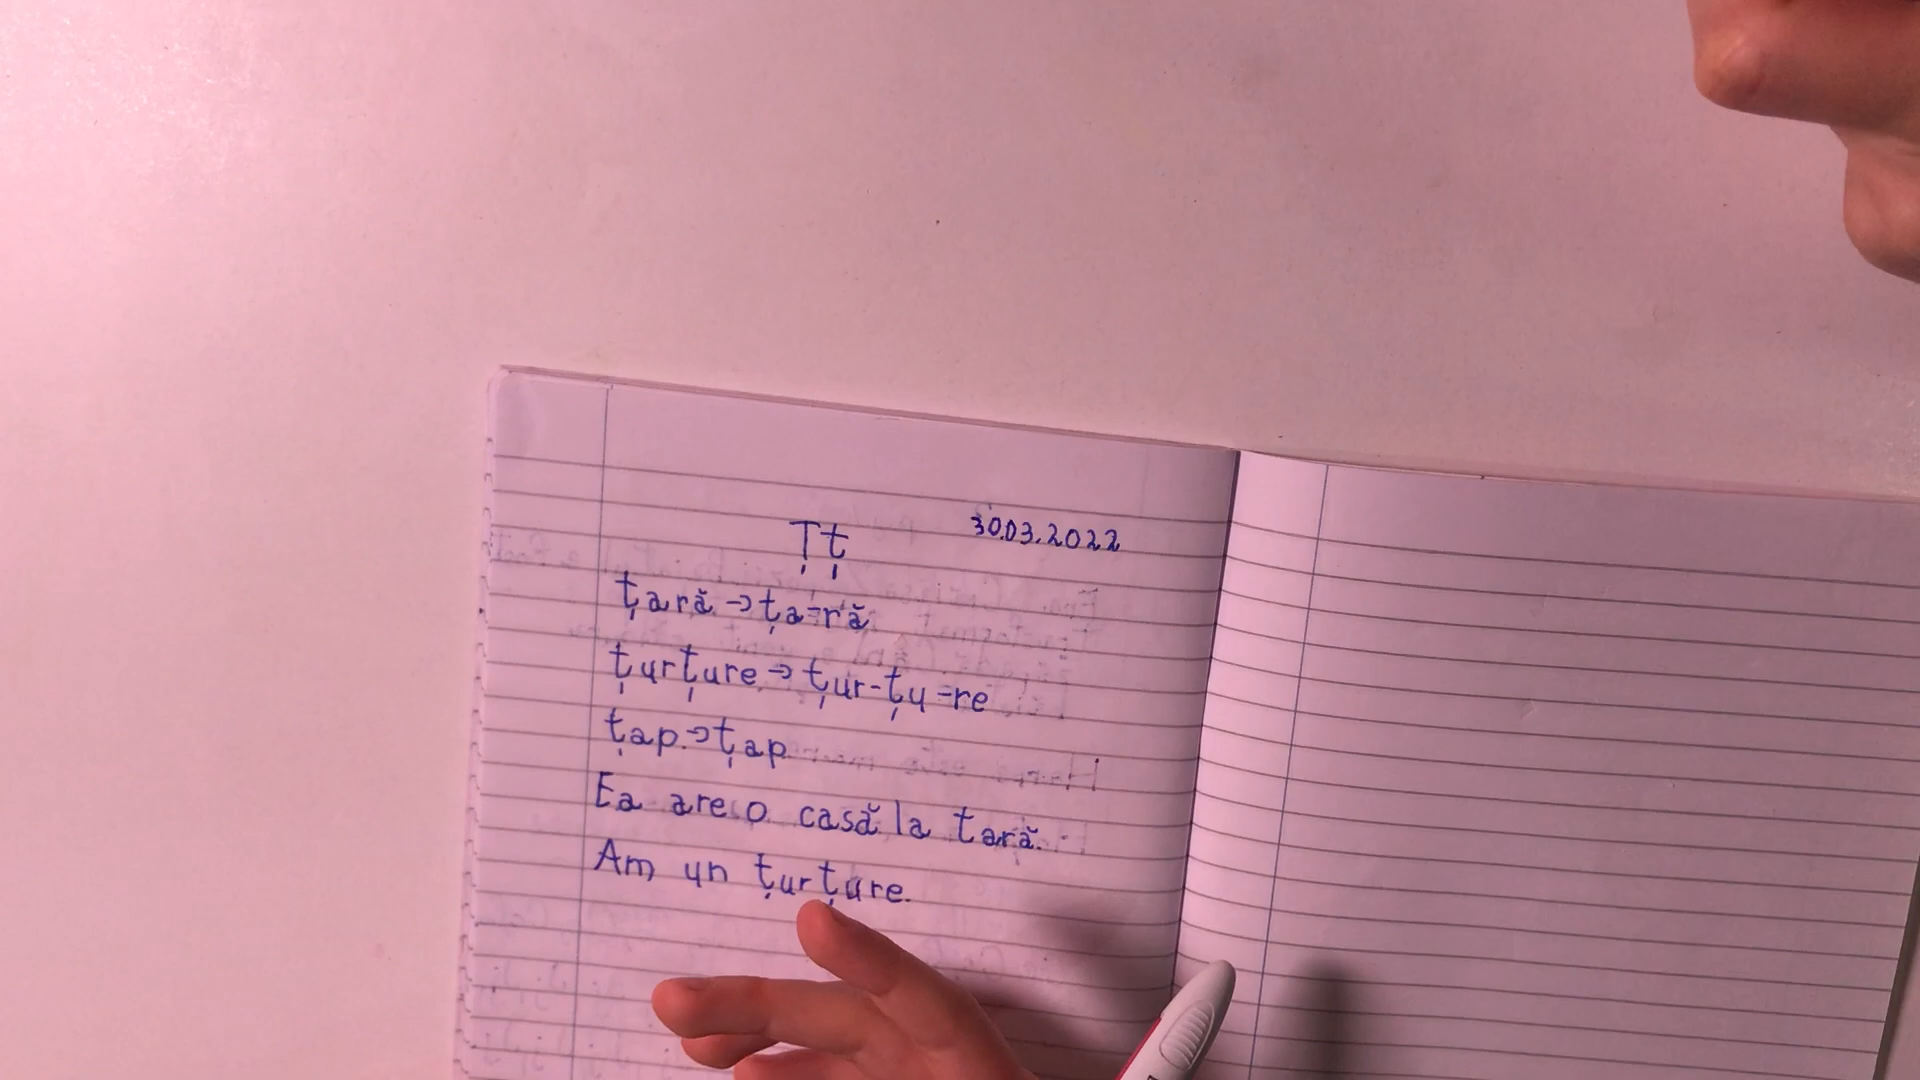 Țț 30.03.2022
țară → ța-ră
țurțure → țur-țu-re
țap → țap
Ea are o casă la tară.
Am un țurțure.